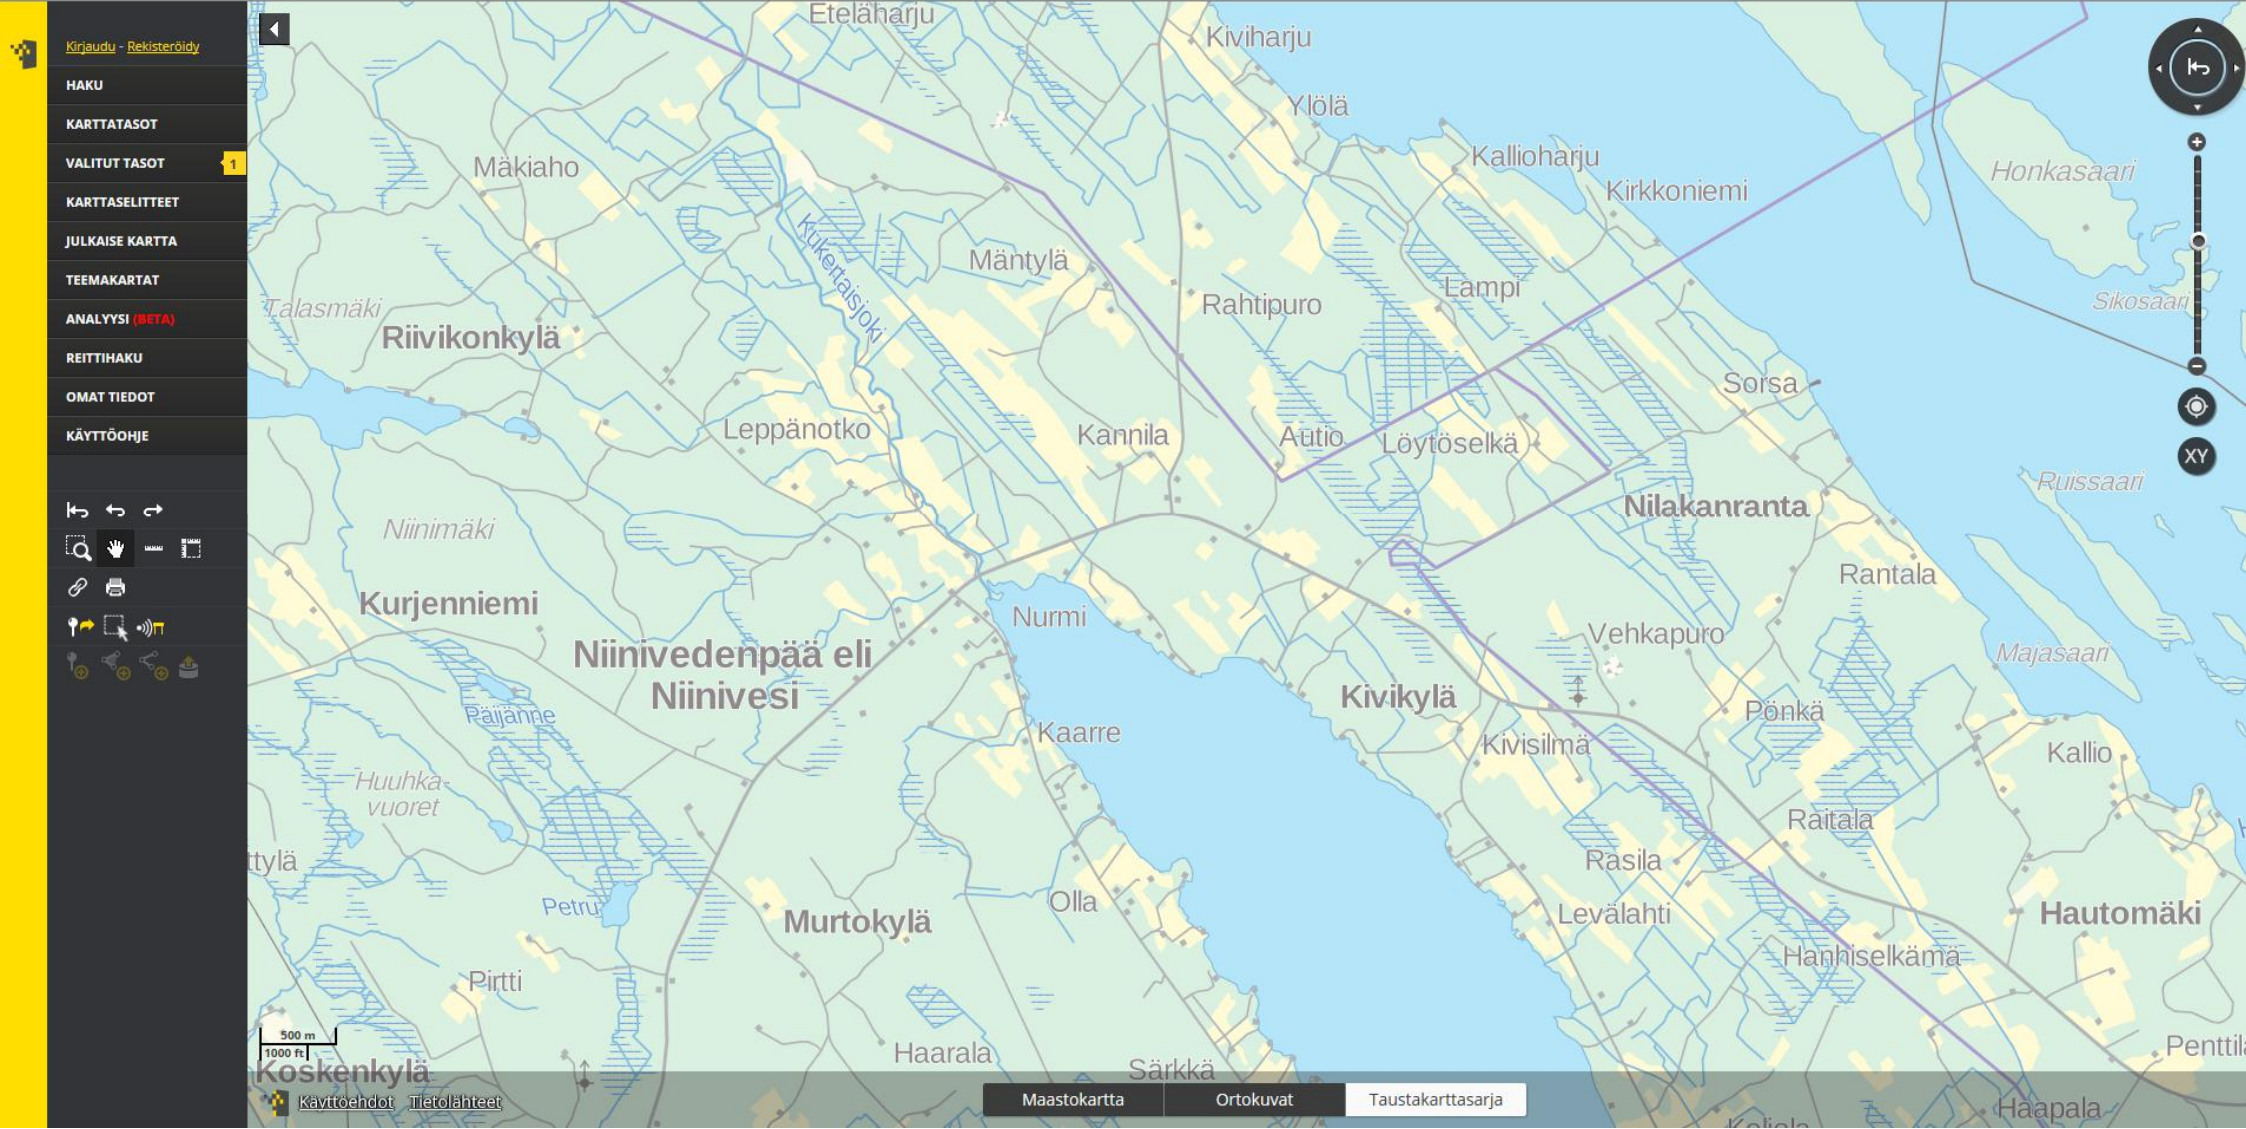 Kirjaudu - Rekisteröidy
HAKU
KARTTATASOT
VALITUT TASOT
1
KARTTASELITTEET
JULKAISE KARTTA
TEEMAKARTAT
ANALYYSI (BETA)
REITTIHAKU
OMAT TIEDOT
KÄYTTÖOHJE
Eteläharju
Kiviharju
Ylölä
Mäkiaho
Kallioharju
Kirkkoniemi
Honkasaari
Kukertaisjoki
Mäntylä
Lampi
Rahtipuro
Talasmäki
Sikosaari
Riivikonkylä
Sorsa
Leppänotko
Kannila
Autio
Löytöselkä
XY
Ruissaari
Nilakanranta
Niinimäki
Rantala
Kurjenniemi
Nurmi
Vehkapuro
Niinivedenpää eli
Niinivesi
Majasaari
Kivikylä
Päijänne
Pönkä
Kaarre
Kivisilmä
Kallio
Huuhka-
vuoret
Raitala
ttylä
Rasila
Petru
Olla
Murtokylä
Levälahti
Hautomäki
Hanhiselkämä
Pirtti
500 m
1000 ft
Haarala
Penttil
Koskenkylä
Särkkä
Käyttöehdot Tietolähteet
Maastokartta
Ortokuvat
Taustakarttasarja
Haapala